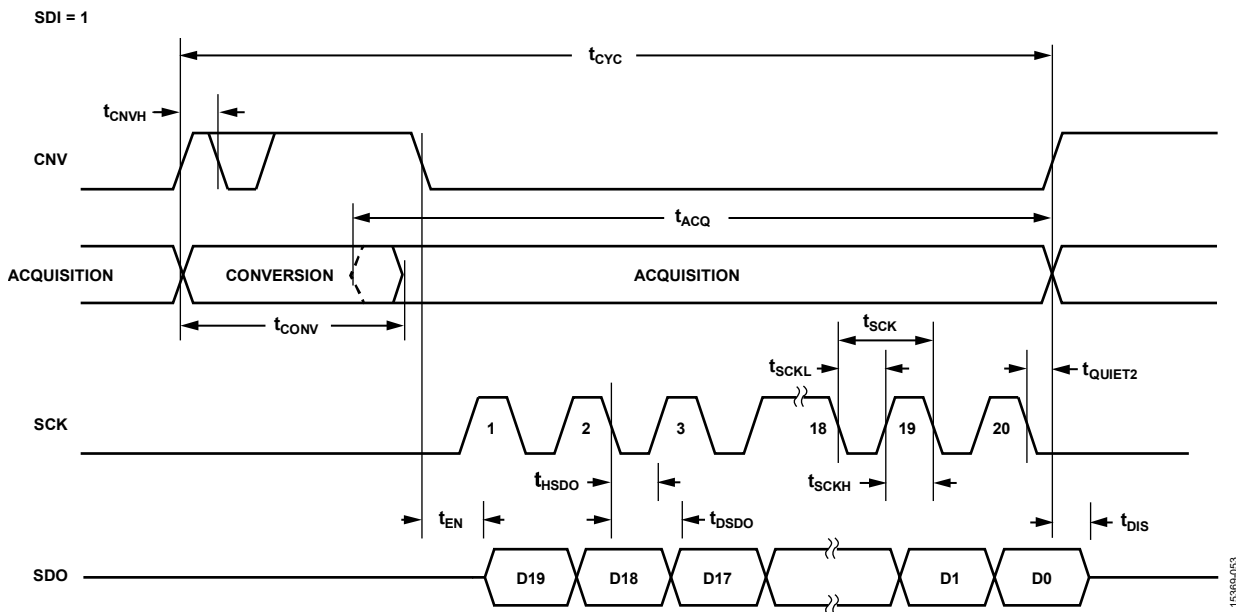 SDI = 1
tCYC
tCNVH
CNV
tACQ
ACQUISITION
CONVERSION
ACQUISITION
tCONV
tSCK
tSCKL
tQUIET2
SCK
1
2
3
18
19
20
tHSDO
tSCKH
tEN
tDSDO
tDIS
SDO
D19
D18
D17
D1
D0
15369-053